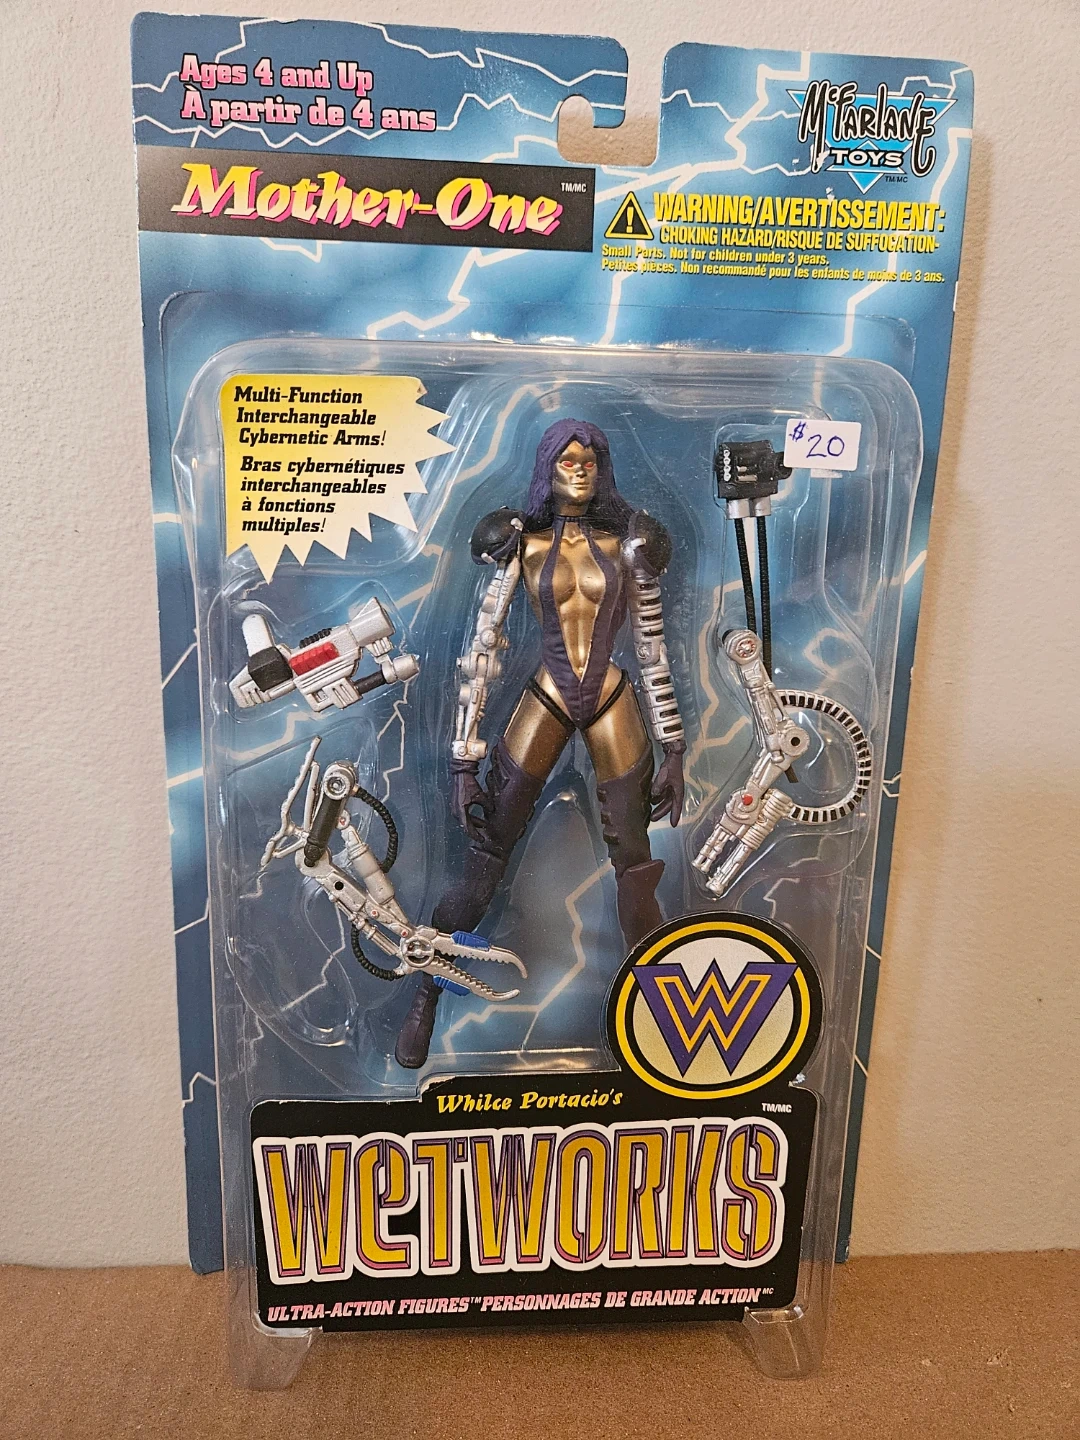 Ages 4 and Up
À partir de 4 ans
McFARLANE
TOYS
TM/MC
Mother-One TM/MC
WARNING/AVERTISSEMENT:
CHOKING HAZARD/RISQUE DE SUFFOCATION-
Small Parts. Not for children under 3 years.
Petites pièces. Non recommandé pour les enfants de moins de 3 ans.
Multi-Function
Interchangeable
Cybernetic Arms!
Bras cybernétiques
interchangeables
à fonctions
multiples!
$20
W
TM/MC
Whilce Portacio's
WETWORKS
ULTRA-ACTION FIGURES™ PERSONNAGES DE GRANDE ACTION MC